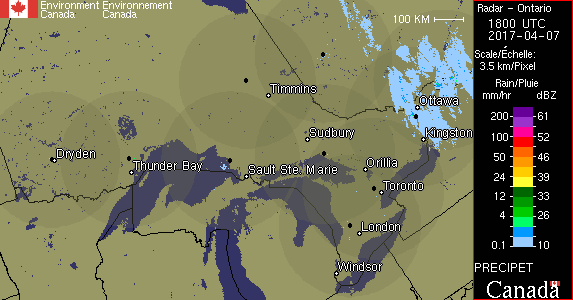 Environment Environnement
Canada Canada
100 KM
Radar - Ontario
1800 UTC
2017-04-07
Scale/Échelle:
3.5 km/Pixel
Rain/Pluie
mm/hr dBZ
200 61
100 52
50 46
24 39
12 33
4 26
0.1 10
Timmins
Ottawa
Sudbury
Kingston
Dryden
Thunder Bay
Sault Ste. Marie
Orillia
Toronto
London
Windsor
PRECIPET
Canada